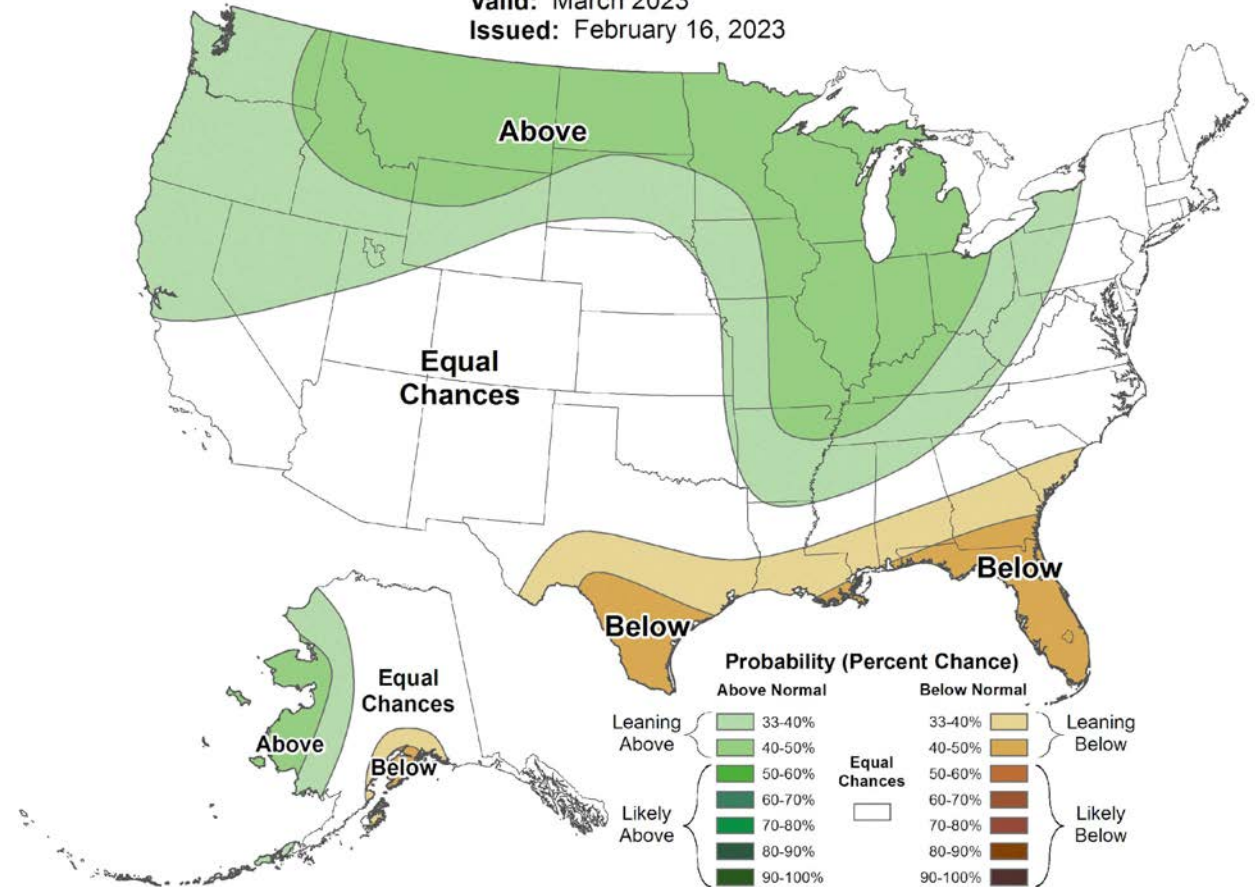 Valid: March 2023
Issued: February 16, 2023
Above
Equal
Chances
Below
Below
Equal
Chances
Above
Below
Probability (Percent Chance)
Above Normal
Below Normal
Leaning
Above
33-40%
40-50%
Likely
Above
50-60%
60-70%
70-80%
80-90%
90-100%
Equal
Chances
33-40%
40-50%
Leaning
Below
50-60%
60-70%
70-80%
80-90%
90-100%
Likely
Below